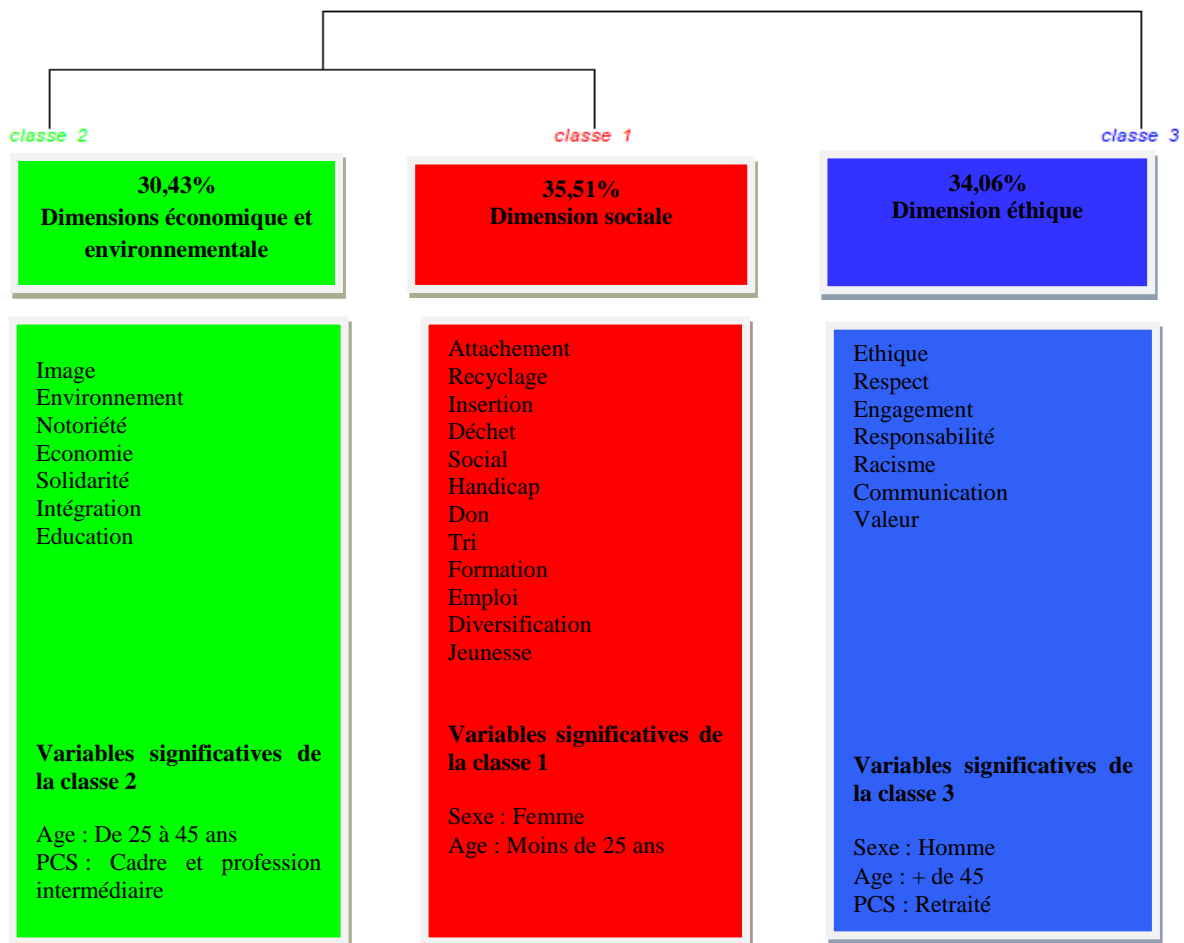 classe 2
classe 1
classe 3
30,43%
Dimensions économique et
environnementale
35,51%
Dimension sociale
34,06%
Dimension éthique
Image
Environnement
Notoriété
Economie
Solidarité
Intégration
Education
Variables significatives de
la classe 2
Age : De 25 à 45 ans
PCS : Cadre et profession
intermédiaire
Attachement
Recyclage
Insertion
Déchet
Social
Handicap
Don
Tri
Formation
Emploi
Diversification
Jeunesse
Variables significatives de
la classe 1
Sexe : Femme
Age : Moins de 25 ans
Ethique
Respect
Engagement
Responsabilité
Racisme
Communication
Valeur
Variables significatives de
la classe 3
Sexe : Homme
Age : + de 45
PCS : Retraité